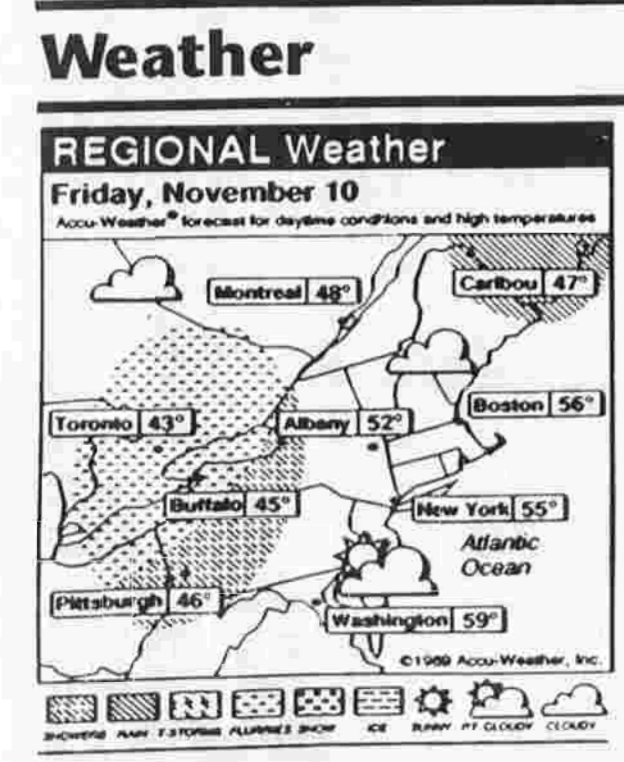 Weather
REGIONAL Weather
Friday, November 10
Accu-Weather® forecast for daytime conditions and high temperatures
Caribou 47°
Montreal 48°
Boston 56°
Toronto 43°
Albany 52°
Buffalo 45°
New York 55°
Atlantic
Ocean
Pittsburgh 46°
Washington 59°
©1989 Accu-Weather, Inc.
SHOWERS RAIN T-STORMS FLURRIES SNOW ICE SUNNY PT CLOUDY CLOUDY